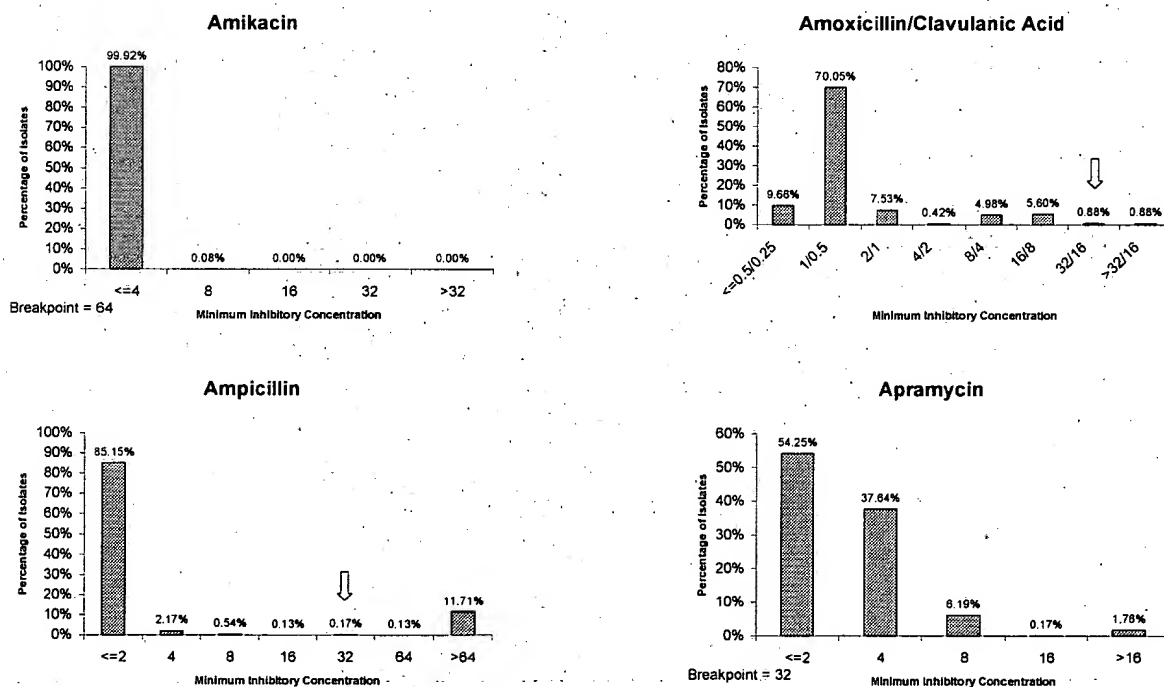 Amikacin
99.92%
100%
90%
80%
70%
60%
50%
40%
30%
20%
10%
0%
Percentage of Isolates
0.08% 0.00% 0.00% 0.00%
<=4 8 16 32 >32
Breakpoint = 64
Minimum Inhibitory Concentration
Amoxicillin/Clavulanic Acid
80%
70%
60%
50%
40%
30%
20%
10%
0%
Percentage of Isolates
9.66% 70.05% 7.53% 0.42% 4.98% 5.60% 0.88% 0.88%
<=0.5/0.25 1/0.5 2/1 4/2 8/4 16/8 32/16 >32/16
Minimum Inhibitory Concentration
Ampicillin
100%
90%
80%
70%
60%
50%
40%
30%
20%
10%
0%
Percentage of Isolates
85.15% 2.17% 0.54% 0.13% 0.17% 0.13% 11.71%
<=2 4 8 16 32 64 >64
Minimum Inhibitory Concentration
Apramycin
60%
50%
40%
30%
20%
10%
0%
Percentage of Isolates
54.25% 37.64% 6.19% 0.17% 1.76%
<=2 4 8 16 >16
Breakpoint = 32
Minimum Inhibitory Concentration